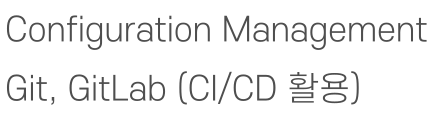 Configuration Management
Git, GitLab (CI/CD 활용)